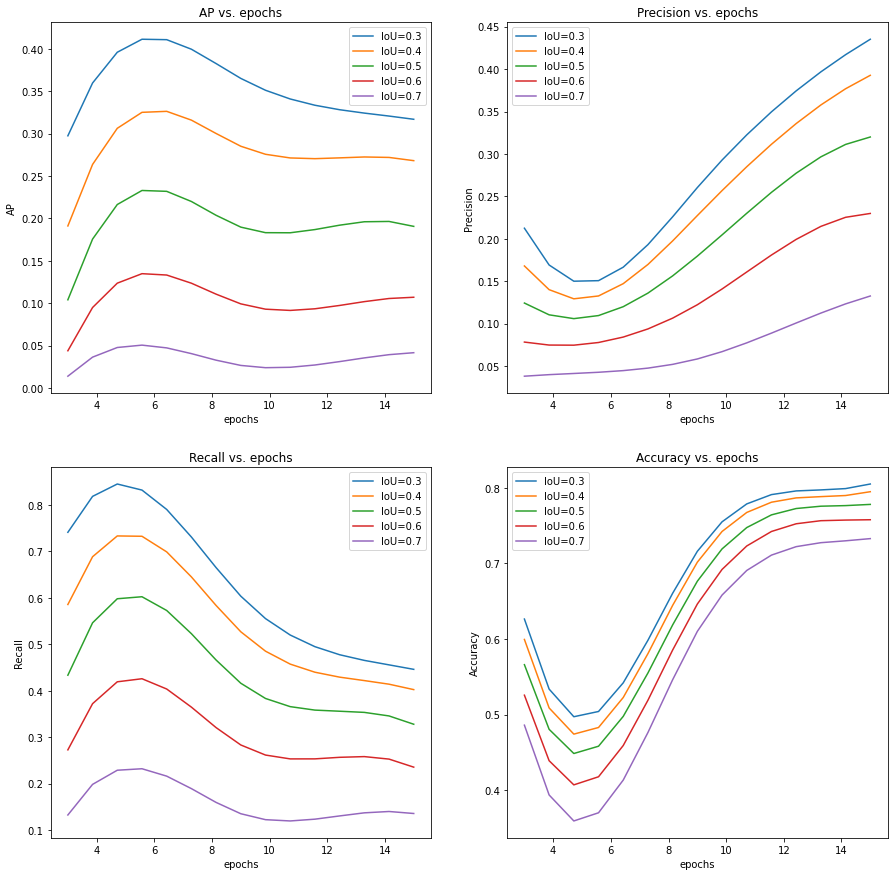 AP vs. epochs
AP
0.40
0.35
0.30
0.25
0.20
0.15
0.10
0.05
0.00
4 6 8 10 12 14
epochs
IoU=0.3
IoU=0.4
IoU=0.5
IoU=0.6
IoU=0.7
Precision vs. epochs
Precision
0.45
0.40
0.35
0.30
0.25
0.20
0.15
0.10
0.05
4 6 8 10 12 14
epochs
IoU=0.3
IoU=0.4
IoU=0.5
IoU=0.6
IoU=0.7
Recall vs. epochs
Recall
0.8
0.7
0.6
0.5
0.4
0.3
0.2
0.1
4 6 8 10 12 14
epochs
IoU=0.3
IoU=0.4
IoU=0.5
IoU=0.6
IoU=0.7
Accuracy vs. epochs
Accuracy
0.8
0.7
0.6
0.5
0.4
4 6 8 10 12 14
epochs
IoU=0.3
IoU=0.4
IoU=0.5
IoU=0.6
IoU=0.7